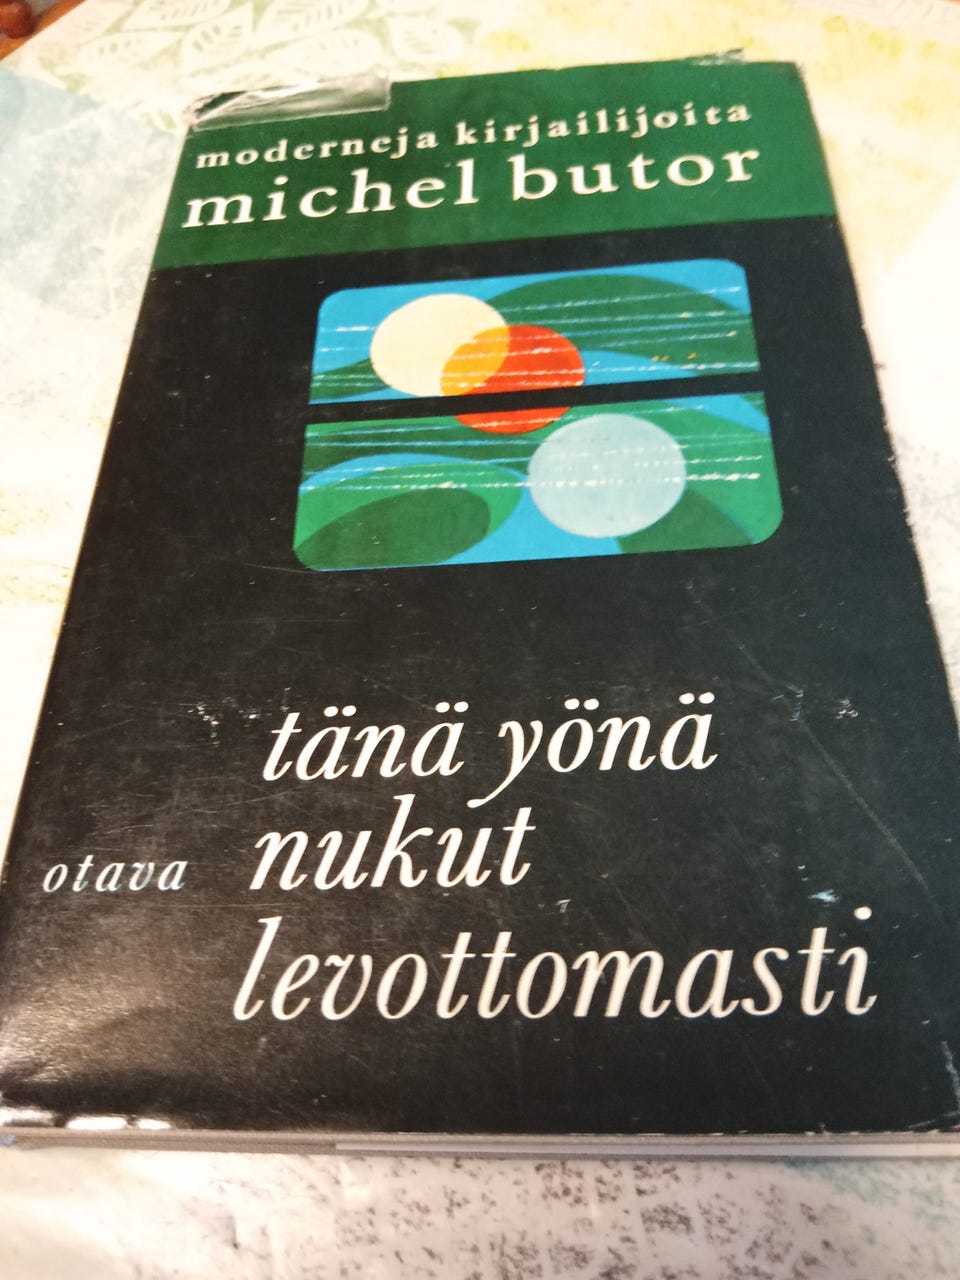 moderneja kirjailijoita
michel butor
tänä yönä
nukut
otava
levottomasti